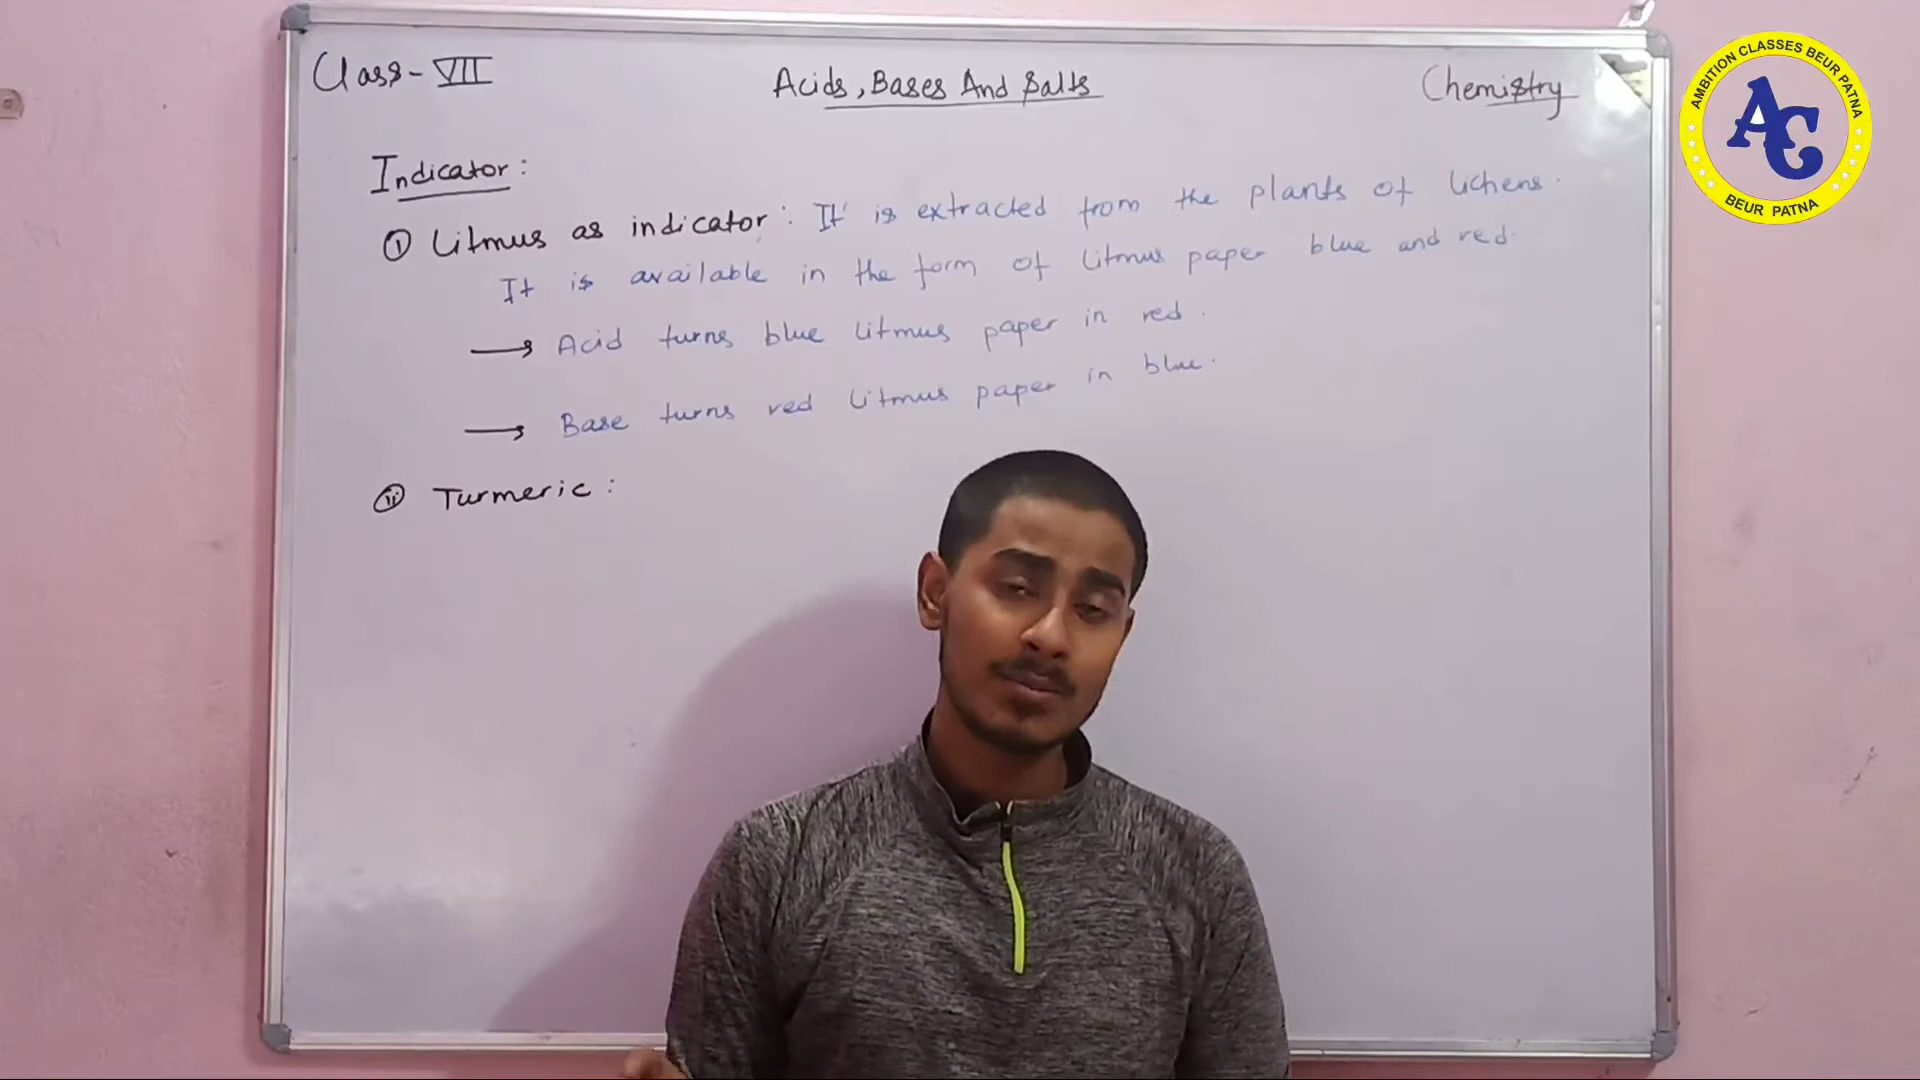 Class-VII
Acids, Bases And Salts
Chemistry
AMBITION CLASSES BEUR PATNA
AC
BEUR PATNA
Indicator:
① Litmus as indicator: It is extracted from the plants of lichens.
It is available in the form of litmus paper blue and red.
→ Acid turns blue litmus paper in red.
→ Base turns red litmus paper in blue.
ⓘⓘ Turmeric: